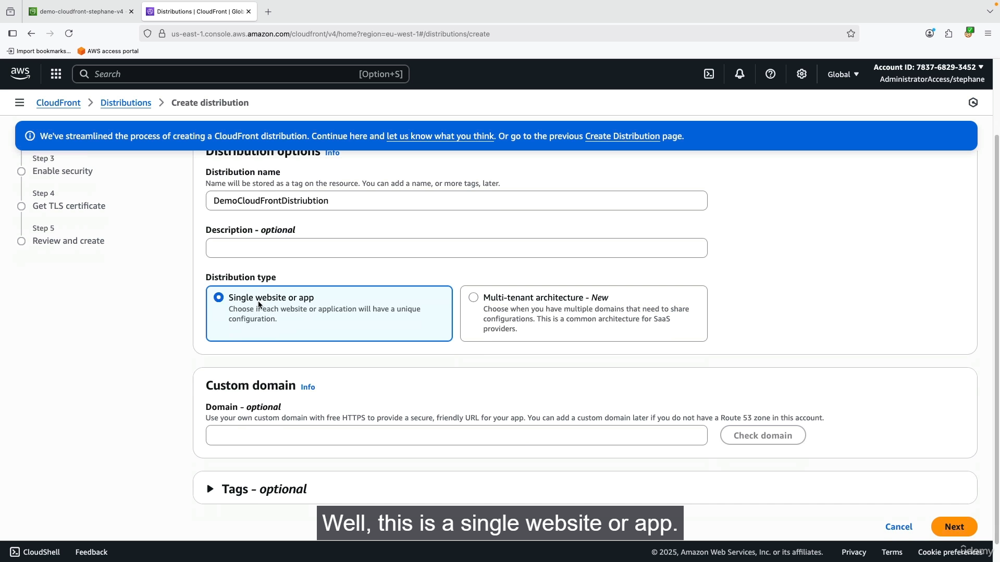 demo-cloudfront-stephane-v4
Distributions | CloudFront | Glob
us-east-1.console.aws.amazon.com/cloudfront/v4/home?region=eu-west-1#/distributions/create
Import bookmarks...
AWS access portal
aws
Search
[Option+S]
Global
Account ID: 7837-6829-3452
AdministratorAccess/stephane
CloudFront
Distributions
Create distribution
We've streamlined the process of creating a CloudFront distribution. Continue here and let us know what you think. Or go to the previous Create Distribution page.
Step 3
Enable security
Step 4
Get TLS certificate
Step 5
Review and create
Distribution options Info
Distribution name
Name will be stored as a tag on the resource. You can add a name, or more tags, later.
DemoCloudFrontDistriubtion
Description - optional
Distribution type
Single website or app
Choose if each website or application will have a unique
configuration.
Multi-tenant architecture - New
Choose when you have multiple domains that need to share
configurations. This is a common architecture for SaaS
providers.
Custom domain Info
Domain - optional
Use your own custom domain with free HTTPS to provide a secure, friendly URL for your app. You can add a custom domain later if you do not have a Route 53 zone in this account.
Check domain
Tags - optional
Well, this is a single website or app.
Cancel
Next
CloudShell
Feedback
© 2025, Amazon Web Services, Inc. or its affiliates.
Privacy
Terms
Cookie preferences
udemy